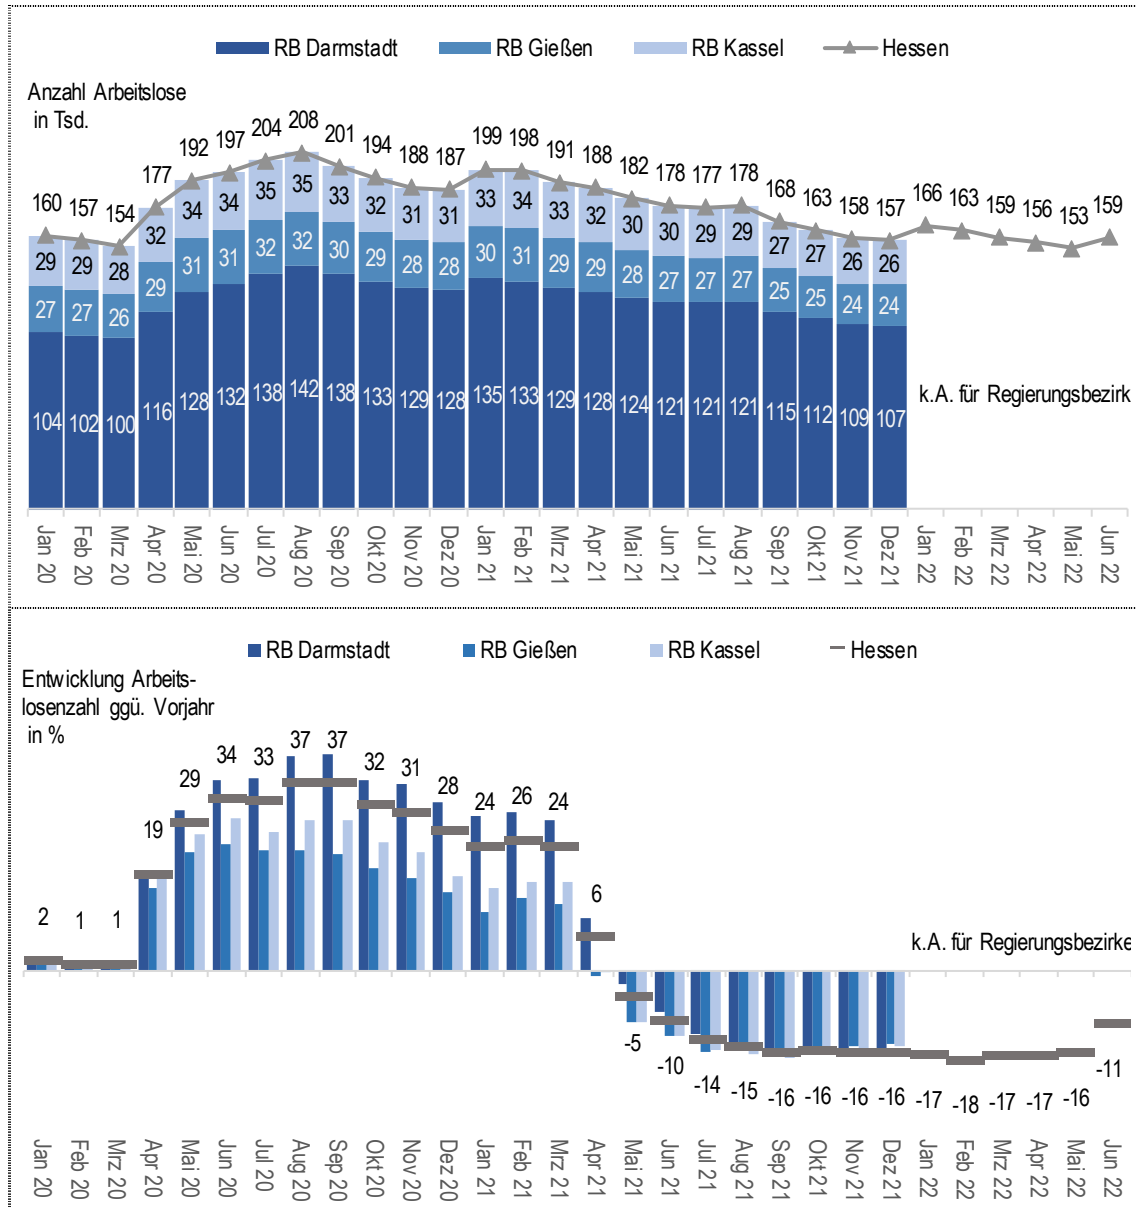 RB Darmstadt RB Gießen RB Kassel Hessen
Anzahl Arbeitslose
in Tsd.
160 157 154 177 192 197 204 208 201 194 188 187 199 198 191 188 182 178 177 178 168 163 158 157 166 163 159 156 153 159
29 29 28 32 34 34 35 35 33 32 31 31 33 34 33 32 30 30 29 29 27 27 26 26
27 27 26 29 31 31 32 32 30 29 28 28 30 31 29 29 28 27 27 27 25 25 24 24
104 102 100 116 128 132 138 142 138 133 129 128 135 133 129 128 124 121 121 121 115 112 109 107
k.A. für Regierungsbezirk
Jan 20 Feb 20 Mrz 20 Apr 20 Mai 20 Jun 20 Jul 20 Aug 20 Sep 20 Okt 20 Nov 20 Dez 20 Jan 21 Feb 21 Mrz 21 Apr 21 Mai 21 Jun 21 Jul 21 Aug 21 Sep 21 Okt 21 Nov 21 Dez 21 Jan 22 Feb 22 Mrz 22 Apr 22 Mai 22 Jun 22
RB Darmstadt RB Gießen RB Kassel Hessen
Entwicklung Arbeits-
losenzahl ggü. Vorjahr
in %
2 1 1 19 29 34 33 37 37 32 31 28 24 26 24 6 -5 -10 -14 -15 -16 -16 -16 -16 -17 -18 -17 -17 -16 -11
k.A. für Regierungsbezirke
Jan 20 Feb 20 Mrz 20 Apr 20 Mai 20 Jun 20 Jul 20 Aug 20 Sep 20 Okt 20 Nov 20 Dez 20 Jan 21 Feb 21 Mrz 21 Apr 21 Mai 21 Jun 21 Jul 21 Aug 21 Sep 21 Okt 21 Nov 21 Dez 21 Jan 22 Feb 22 Mrz 22 Apr 22 Mai 22 Jun 22